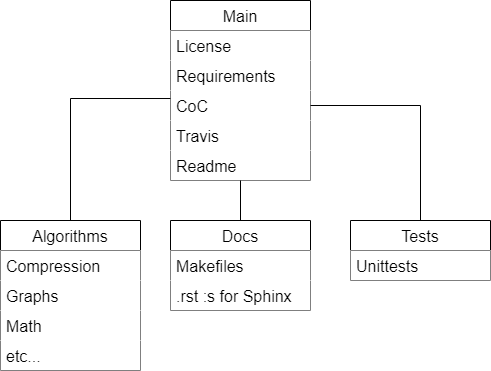 Main
License
Requirements
CoC
Travis
Readme
Algorithms
Compression
Graphs
Math
etc...
Docs
Makefiles
.rst :s for Sphinx
Tests
Unittests